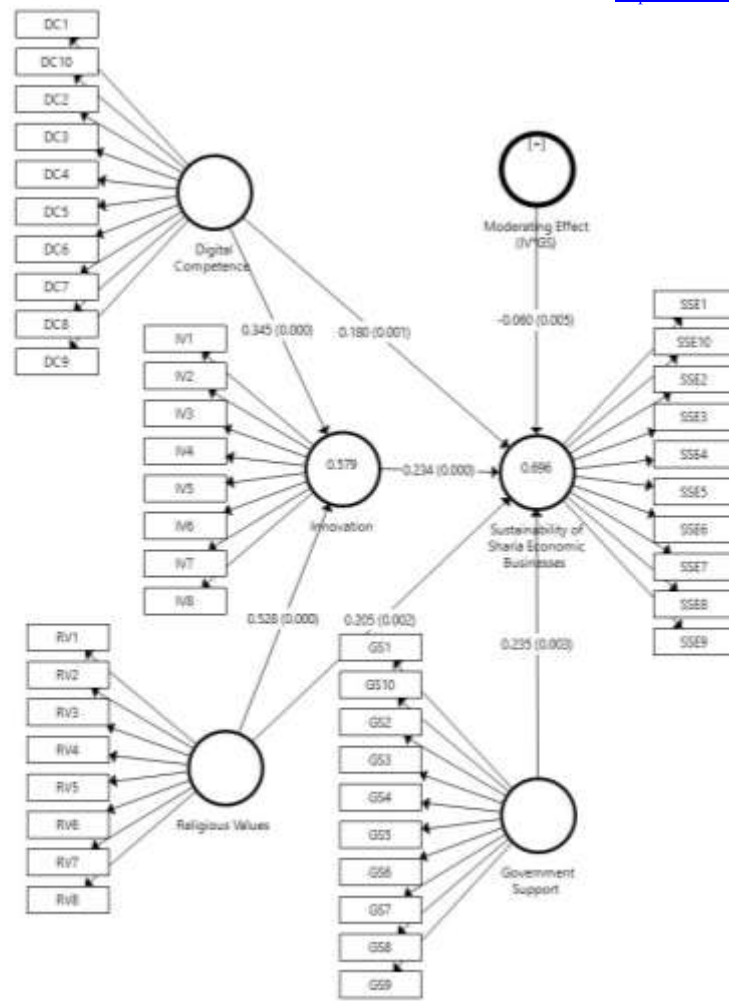 DC1
DC10
DC2
DC3
DC4
DC5
DC6
DC7
DC8
DC9
Digital
Competence
[+]
Moderating Effect
(IV*GS)
0.345 (0.000)
0.180 (0.001)
-0.060 (0.005)
IV1
IV2
IV3
IV4
IV5
IV6
IV7
IV8
0.579
Innovation
0.234 (0.000)
0.696
Sustainability of
Sharia Economic
Businesses
SSE1
SSE10
SSE2
SSE3
SSE4
SSE5
SSE6
SSE7
SSE8
SSE9
0.528 (0.000)
0.205 (0.002)
0.235 (0.003)
RV1
RV2
RV3
RV4
RV5
RV6
RV7
RV8
Religious Values
GS1
GS10
GS2
GS3
GS4
GS5
GS6
GS7
GS8
GS9
Government
Support